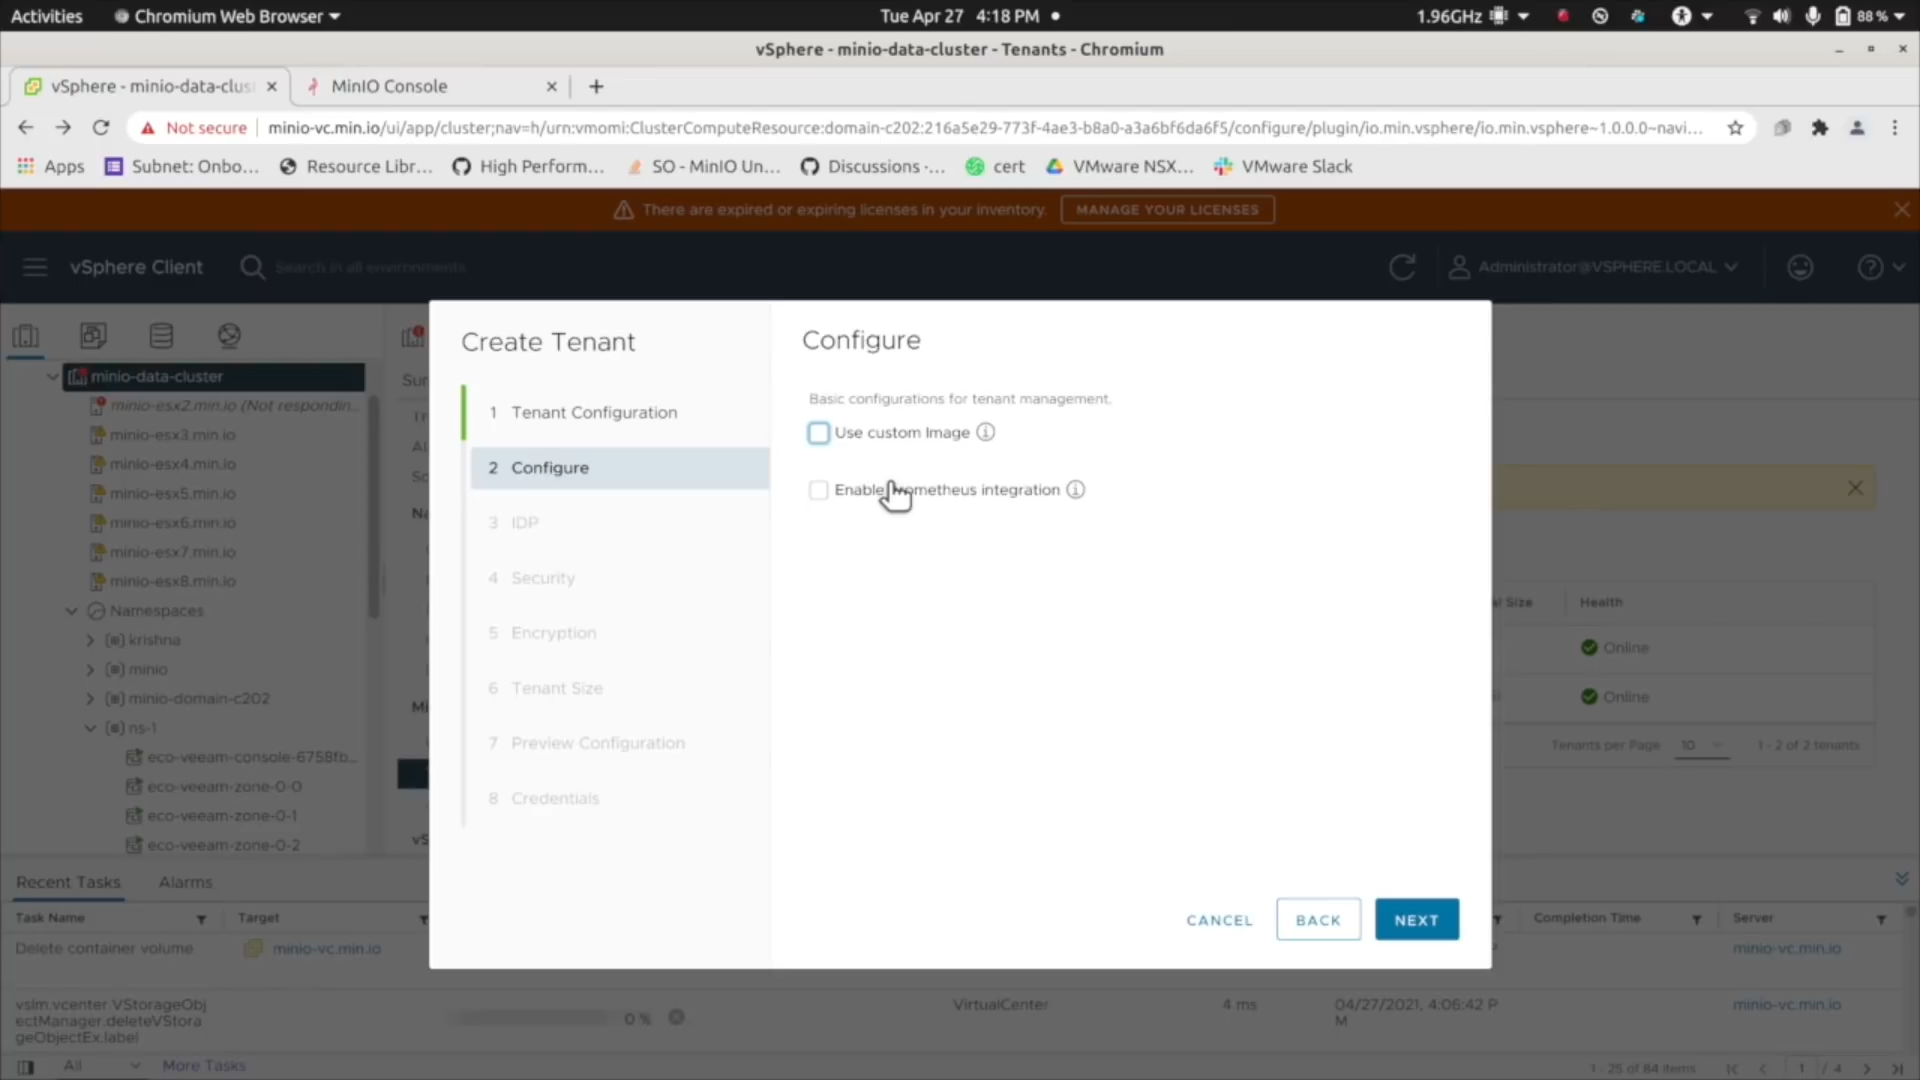 Activities
Chromium Web Browser
Tue Apr 27 4:18 PM
1.96GHz
88 %
vSphere - minio-data-cluster - Tenants - Chromium
vSphere - minio-data-clus
MinIO Console
Not secure
minio-vc.min.io/ui/app/cluster;nav=h/urn:vmomi:ClusterComputeResource:domain-c202:216a5e29-773f-4ae3-b8a0-a3a6bf6da6f5/configure/plugin/io.min.vsphere/io.min.vsphere~1.0.0.0~navi...
Apps
Subnet: Onbo...
Resource Libr...
High Perform...
SO - MinIO Un...
Discussions ·...
cert
VMware NSX...
VMware Slack
There are expired or expiring licenses in your inventory.
MANAGE YOUR LICENSES
vSphere Client
Search in all environments
Administrator@VSPHERE.LOCAL
minio-data-cluster
minio-esx2.min.io (Not respondin...
minio-esx3.min.io
minio-esx4.min.io
minio-esx5.min.io
minio-esx6.min.io
minio-esx7.min.io
minio-esx8.min.io
Namespaces
krishna
minio
minio-domain-c202
ns-1
eco-veeam-console-6758fb...
eco-veeam-zone-0-0
eco-veeam-zone-0-1
eco-veeam-zone-0-2
Create Tenant
1 Tenant Configuration
2 Configure
3 IDP
4 Security
5 Encryption
6 Tenant Size
7 Preview Configuration
8 Credentials
Configure
Basic configurations for tenant management.
Use custom Image
Enable Prometheus integration
CANCEL
BACK
NEXT
Size
Health
Online
Online
Tenants per Page
10
1 - 2 of 2 tenants
Recent Tasks
Alarms
Task Name
Target
Completion Time
Server
Delete container volume
minio-vc.min.io
minio-vc.min.io
vslm.vcenter.VStorageObj
ectManager.deleteVStora
geObjectEx.label
0 %
VirtualCenter
4 ms
04/27/2021, 4:06:42 P
M
minio-vc.min.io
All
More Tasks
1 - 25 of 84 items
1 / 4